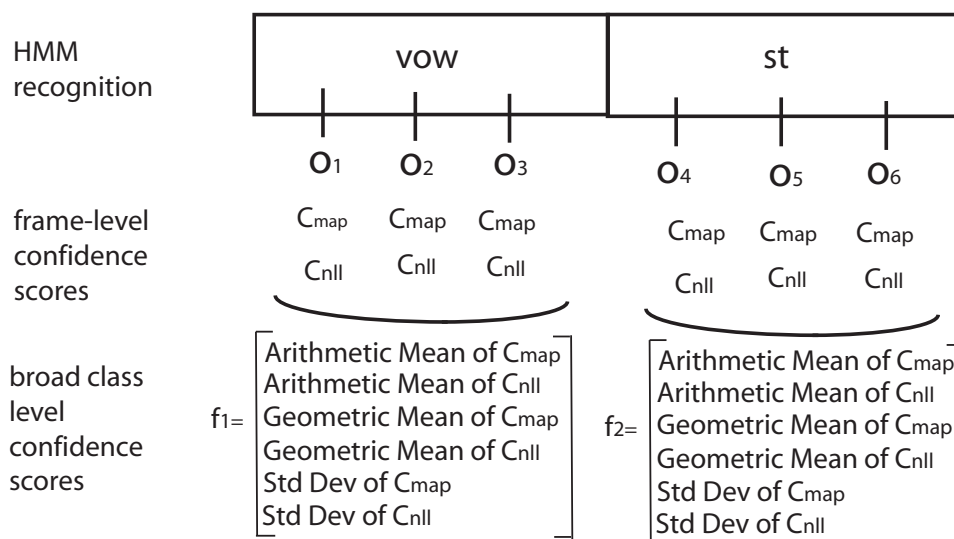 HMM
recognition
vow
st
O1 O2 O3
O4 O5 O6
frame-level
confidence
scores
Cmap Cmap Cmap
Cnll Cnll Cnll
Cmap Cmap Cmap
Cnll Cnll Cnll
broad class
level
confidence
scores
f1=
Arithmetic Mean of Cmap
Arithmetic Mean of Cnll
Geometric Mean of Cmap
Geometric Mean of Cnll
Std Dev of Cmap
Std Dev of Cnll
f2=
Arithmetic Mean of Cmap
Arithmetic Mean of Cnll
Geometric Mean of Cmap
Geometric Mean of Cnll
Std Dev of Cmap
Std Dev of Cnll